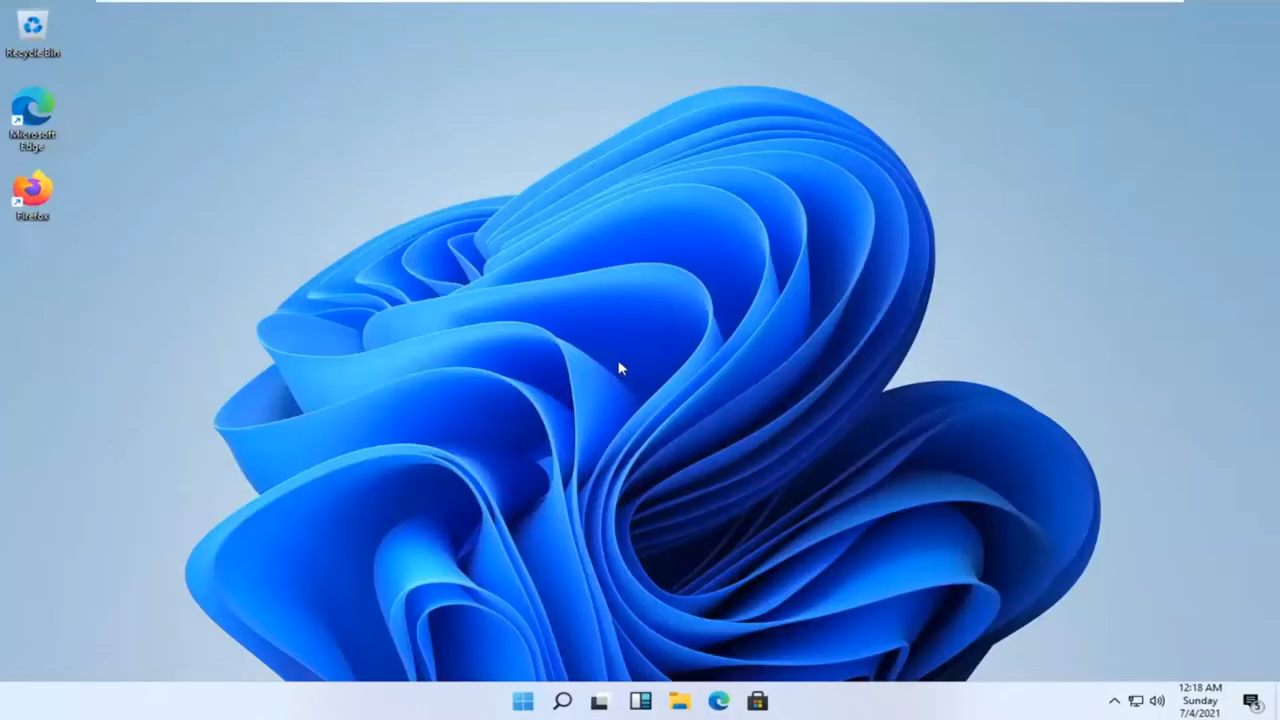 Recycle Bin
Microsoft
Edge
Firefox
12:18 AM
Sunday
7/4/2021